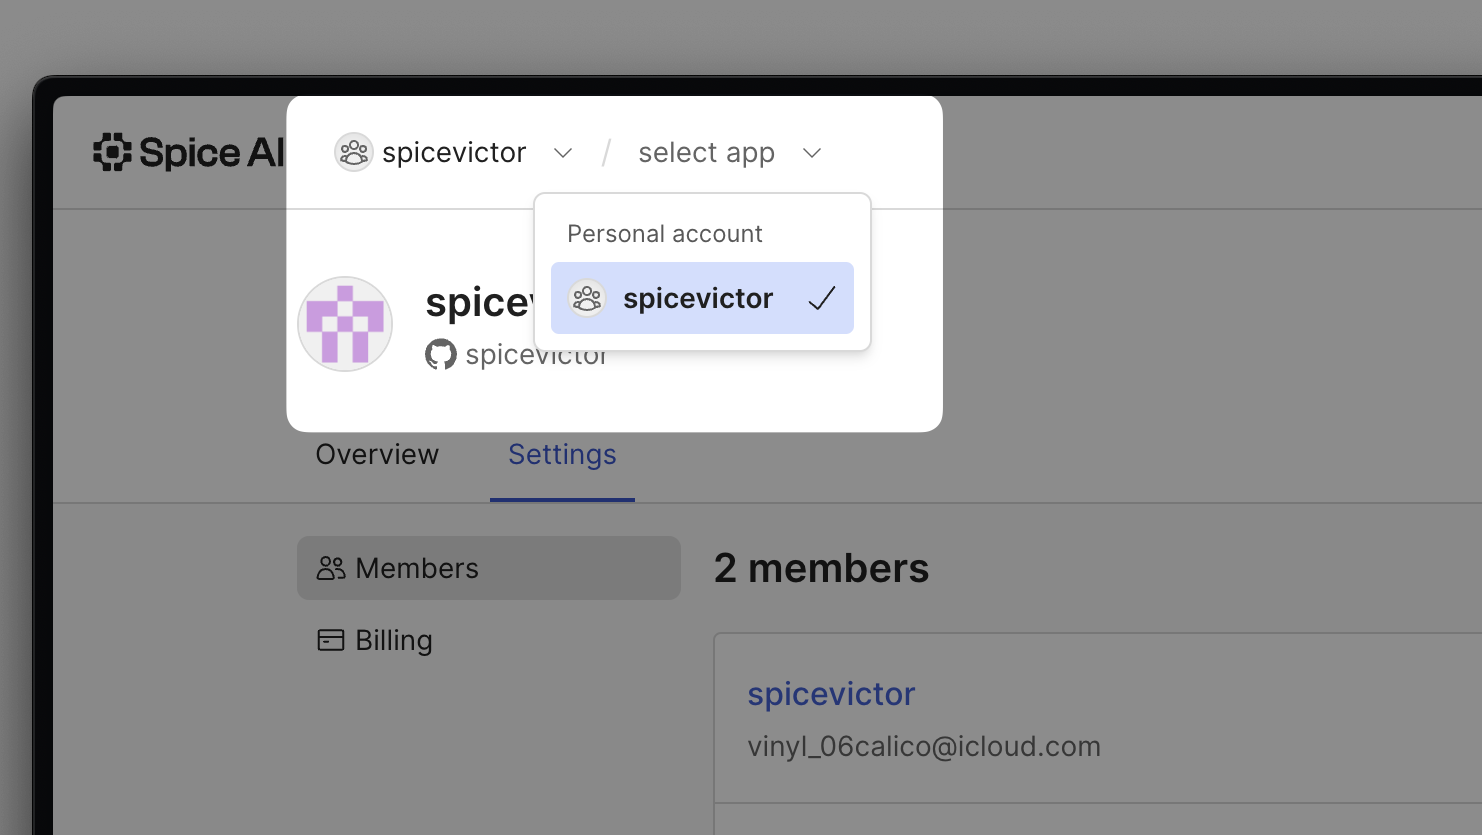 Spice AI
spicevictor / select app
Personal account
spicevictor
spicevictor
Overview Settings
Members
Billing
2 members
spicevictor
vinyl_06calico@icloud.com